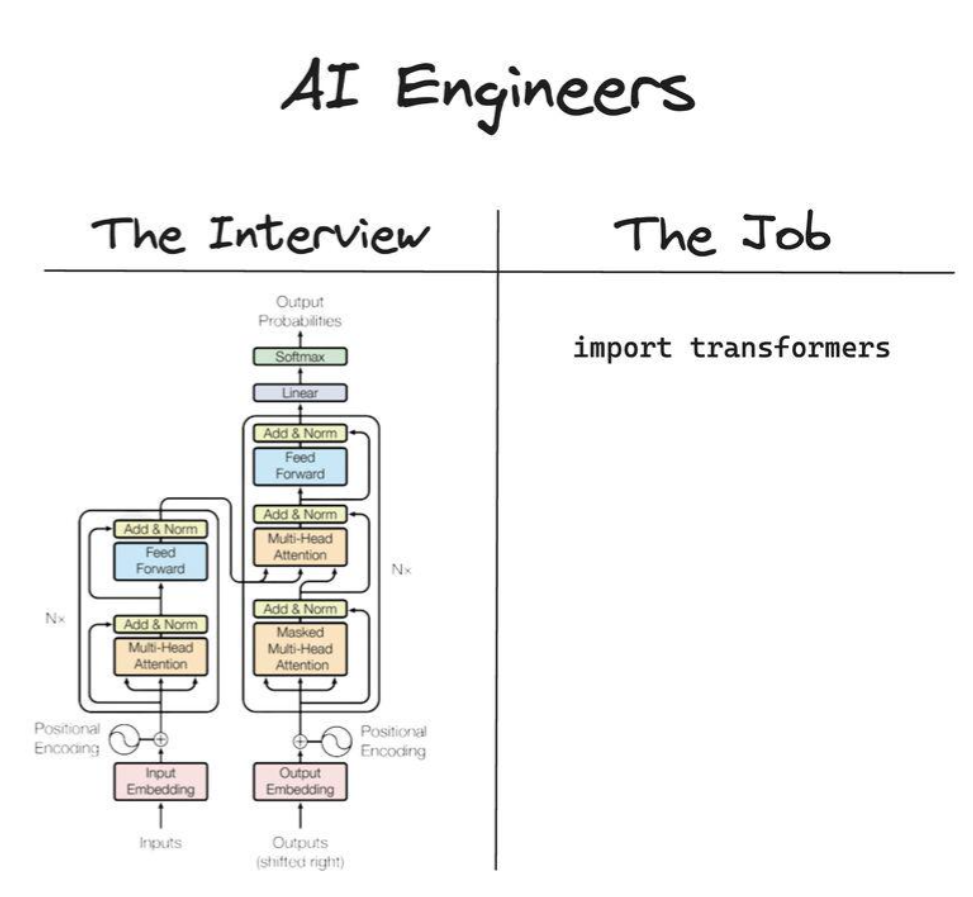 AI Engineers
The Interview
The Job
Output
Probabilities
Softmax
Linear
Add & Norm
Feed
Forward
Add & Norm
Multi-Head
Attention
Nx
Add & Norm
Masked
Multi-Head
Attention
Add & Norm
Feed
Forward
Nx
Add & Norm
Multi-Head
Attention
Positional
Encoding
Positional
Encoding
Input
Embedding
Output
Embedding
Inputs
Outputs
(shifted right)
import transformers